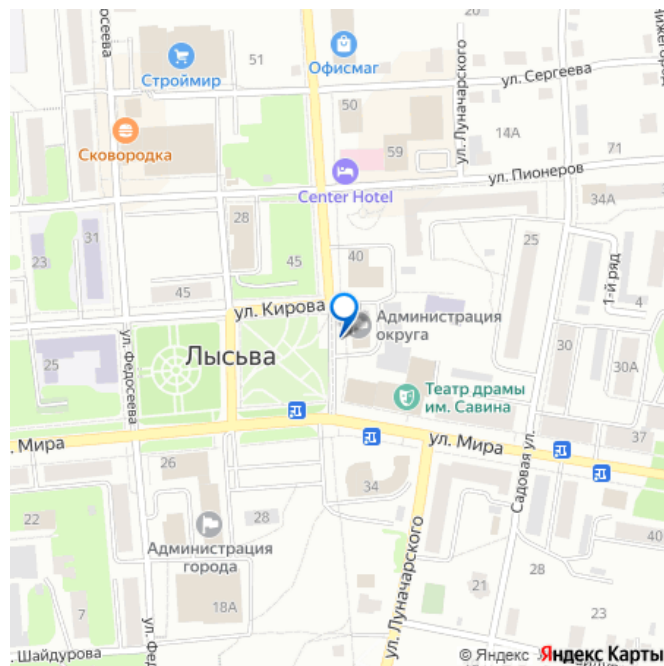 Федосеева
51
Строймир
Офисмаг
ул. Луначарского
ул. Сергеева
50
14А
59
71
Сковородка
ул. Пионеров
Center Hotel
34А
28
31
23
45
40
25
1-й ряд
45
ул. Кирова
4
Администрация
округа
Лысьва
ул. Федосеева
25
30
30А
Театр драмы
им. Савина
. Мира
ул. Мира
37
26
34
Садовая ул.
22
28
40
Администрация
города
28
21
7
18А
23
ул. Луначарского
ул. Фед
. Шайдурова
© Яндекс
Яндекс Карты